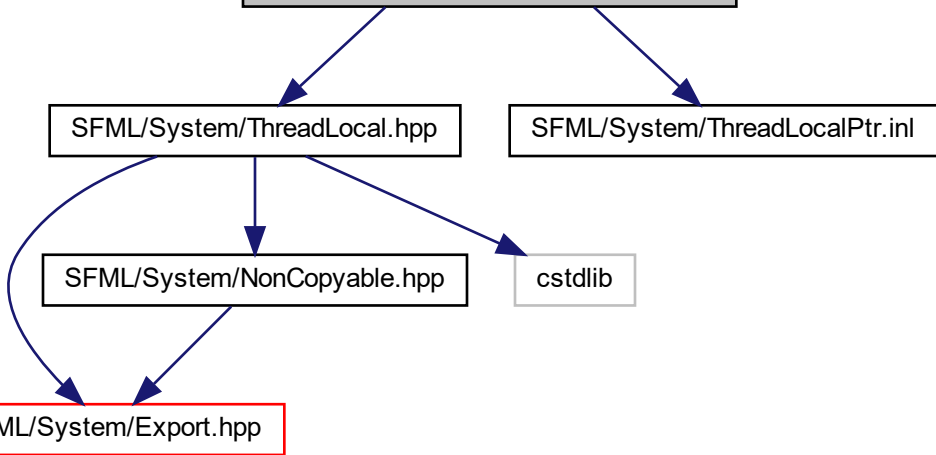 SFML/System/ThreadLocal.hpp
SFML/System/ThreadLocalPtr.inl
SFML/System/NonCopyable.hpp
cstdlib
ML/System/Export.hpp